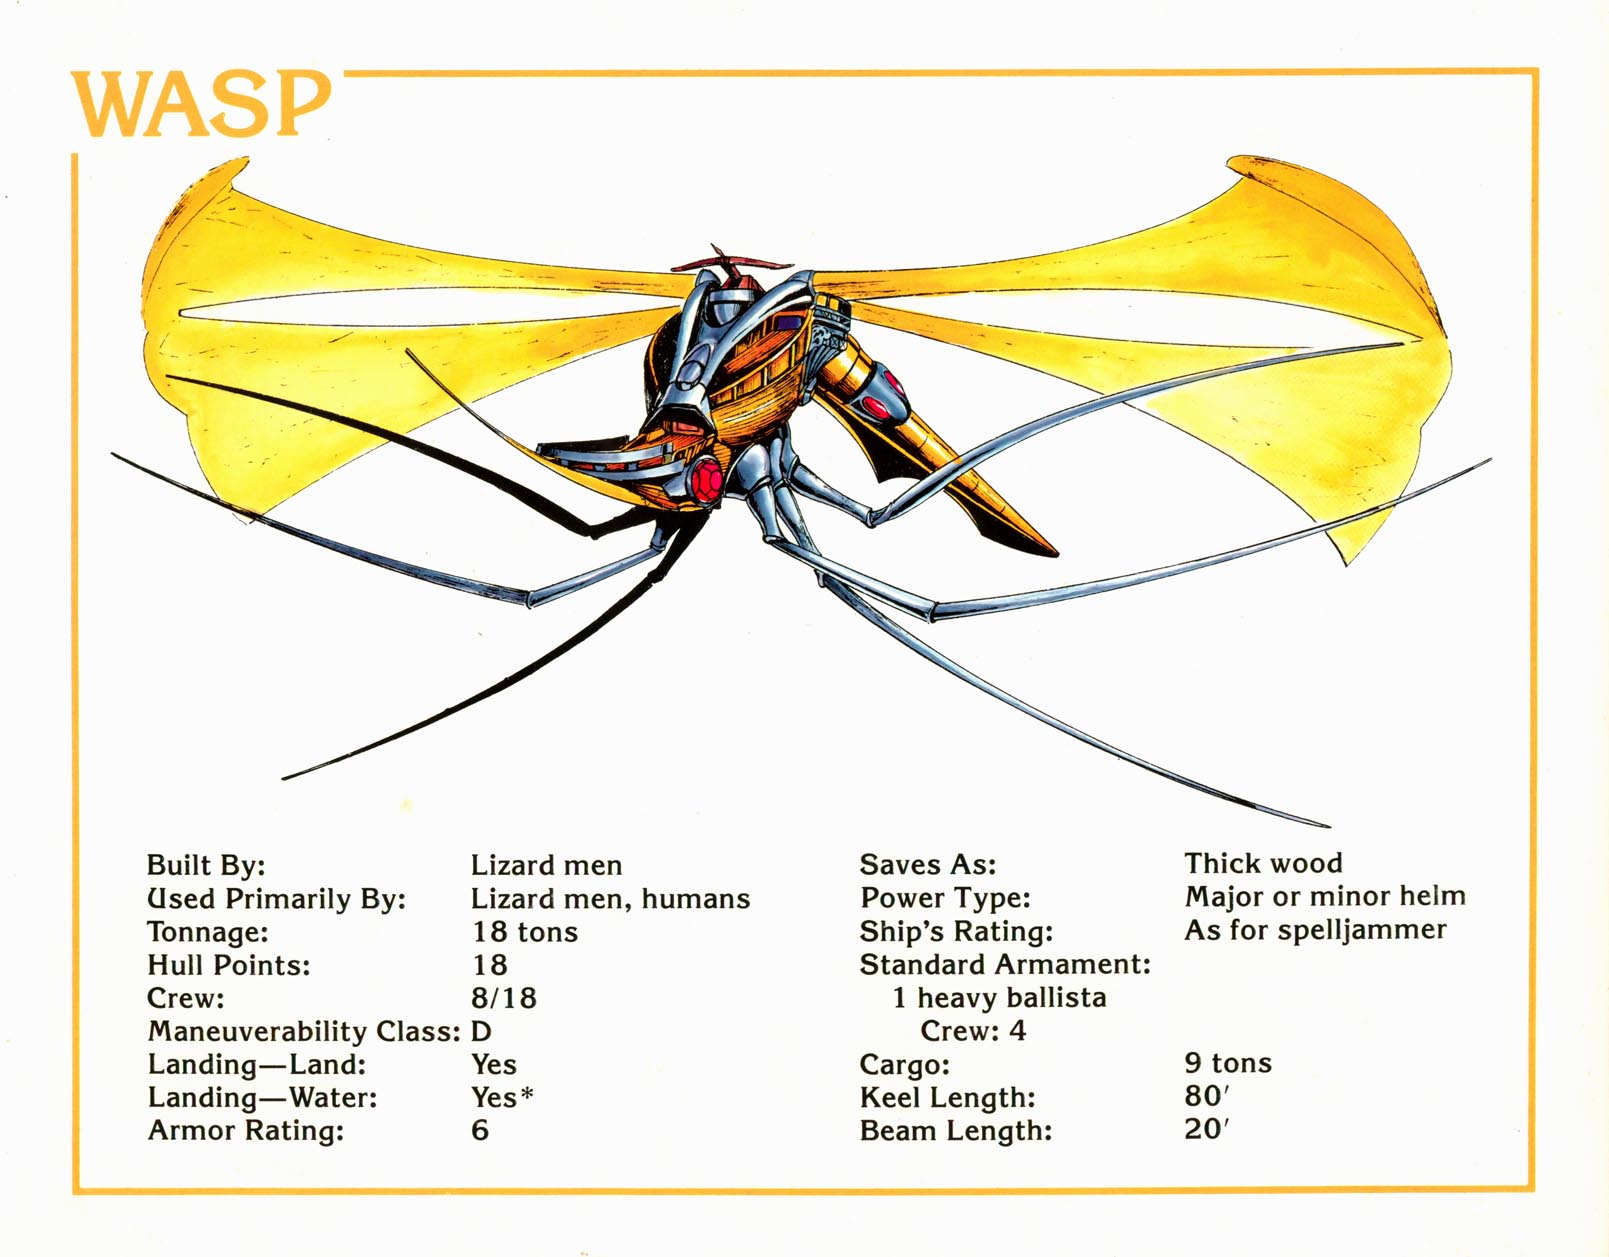 WASP
Built By: Lizard men
Used Primarily By: Lizard men, humans
Tonnage: 18 tons
Hull Points: 18
Crew: 8/18
Maneuverability Class: D
Landing—Land: Yes
Landing—Water: Yes*
Armor Rating: 6
Saves As: Thick wood
Power Type: Major or minor helm
Ship's Rating: As for spelljammer
Standard Armament:
1 heavy ballista
Crew: 4
Cargo: 9 tons
Keel Length: 80′
Beam Length: 20′